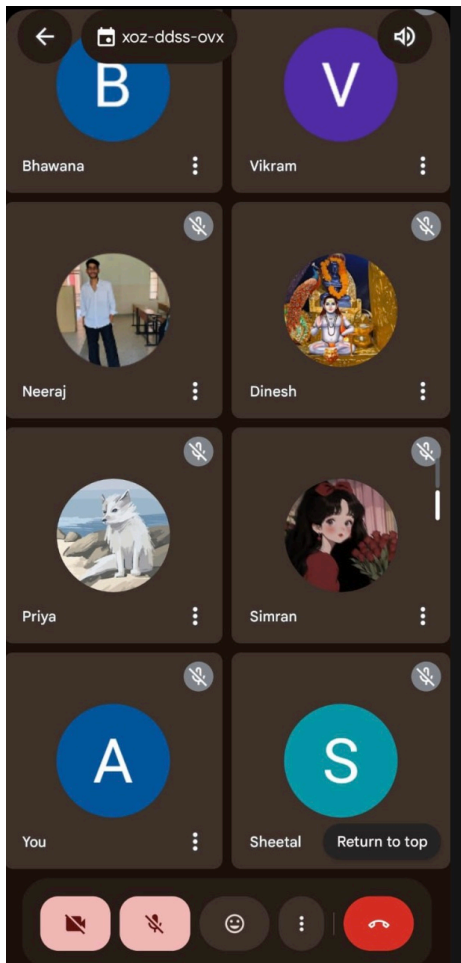 xoz-ddss-ovx
B
V
Bhawana
Vikram
Neeraj
Dinesh
Priya
Simran
A
S
You
Sheetal
Return to top